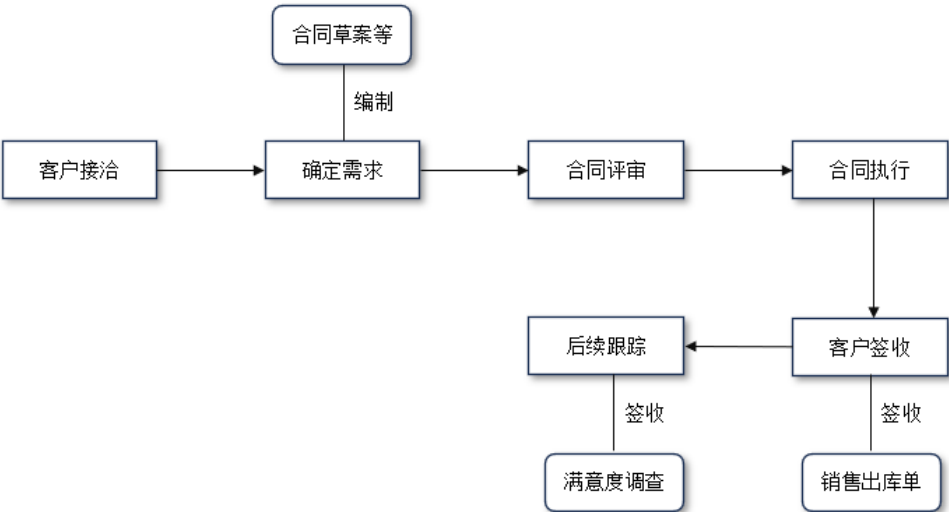 合同草案等
编制
客户接洽
确定需求
合同评审
合同执行
后续跟踪
客户签收
签收
签收
满意度调查
销售出库单